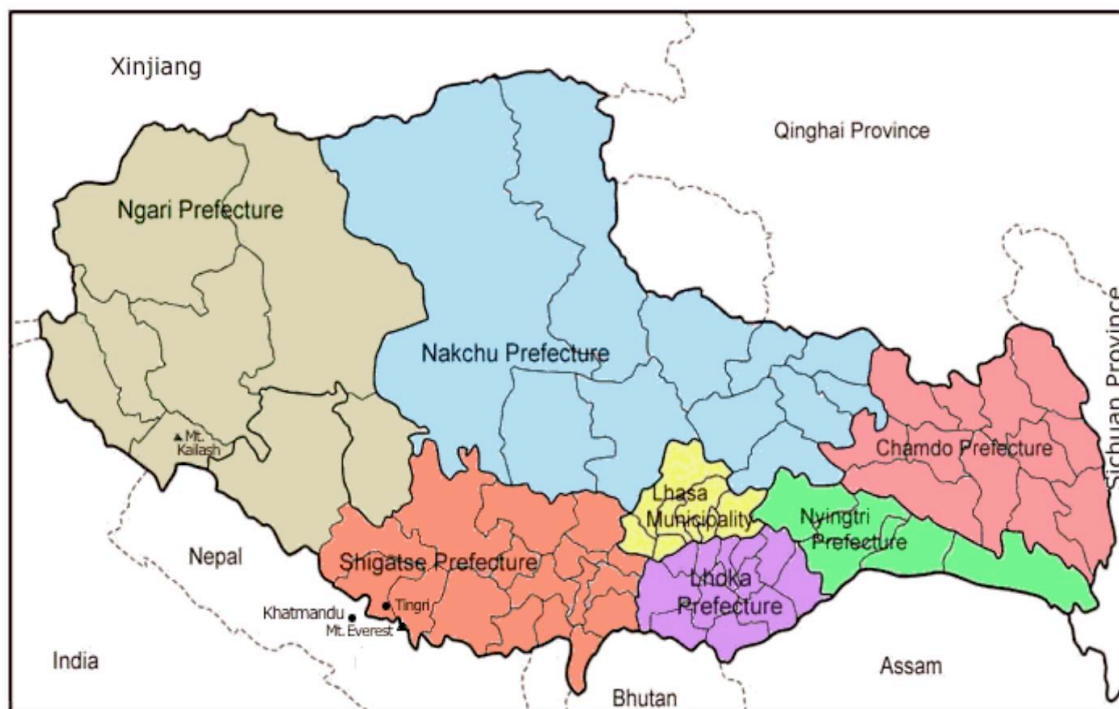 Xinjiang
Qinghai Province
Ngari Prefecture
Sichuan Province
Nakchu Prefecture
Mt.
Kailash
Chamdo Prefecture
Lhasa
Municipality
Nyingtri
Prefecture
Nepal
Shigatse Prefecture
Lhoka
Prefecture
Tingri
Khatmandu
Mt. Everest
India
Assam
Bhutan